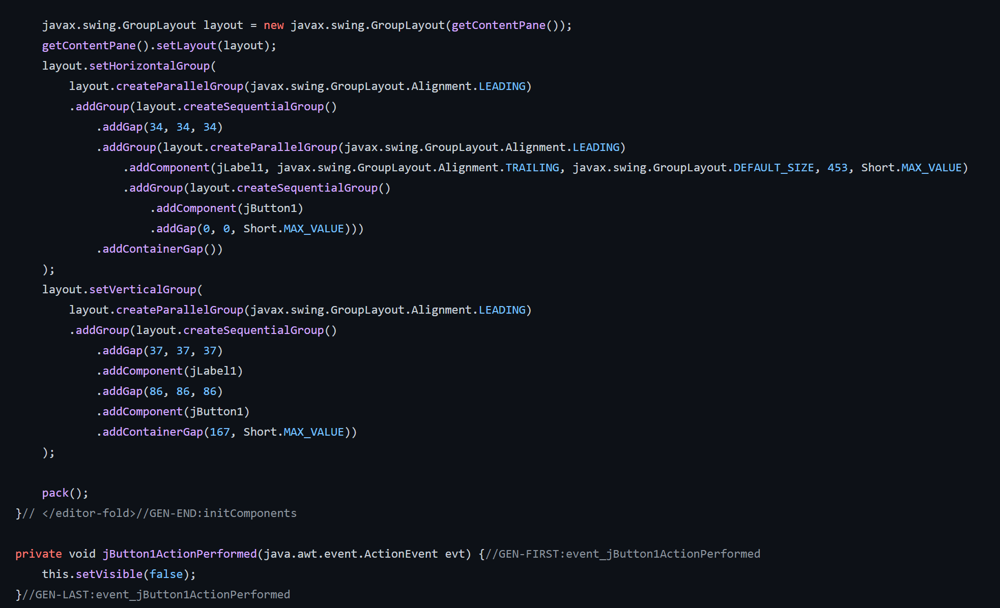 javax.swing.GroupLayout layout = new javax.swing.GroupLayout(getContentPane());
getContentPane().setLayout(layout);
layout.setHorizontalGroup(
layout.createParallelGroup(javax.swing.GroupLayout.Alignment.LEADING)
.addGroup(layout.createSequentialGroup()
.addGap(34, 34, 34)
.addGroup(layout.createParallelGroup(javax.swing.GroupLayout.Alignment.LEADING)
.addComponent(jLabel1, javax.swing.GroupLayout.Alignment.TRAILING, javax.swing.GroupLayout.DEFAULT_SIZE, 453, Short.MAX_VALUE)
.addGroup(layout.createSequentialGroup()
.addComponent(jButton1)
.addGap(0, 0, Short.MAX_VALUE)))
.addContainerGap())
);
layout.setVerticalGroup(
layout.createParallelGroup(javax.swing.GroupLayout.Alignment.LEADING)
.addGroup(layout.createSequentialGroup()
.addGap(37, 37, 37)
.addComponent(jLabel1)
.addGap(86, 86, 86)
.addComponent(jButton1)
.addContainerGap(167, Short.MAX_VALUE))
);
pack();
}// </editor-fold>//GEN-END:initComponents
private void jButton1ActionPerformed(java.awt.event.ActionEvent evt) {//GEN-FIRST:event_jButton1ActionPerformed
this.setVisible(false);
}//GEN-LAST:event_jButton1ActionPerformed